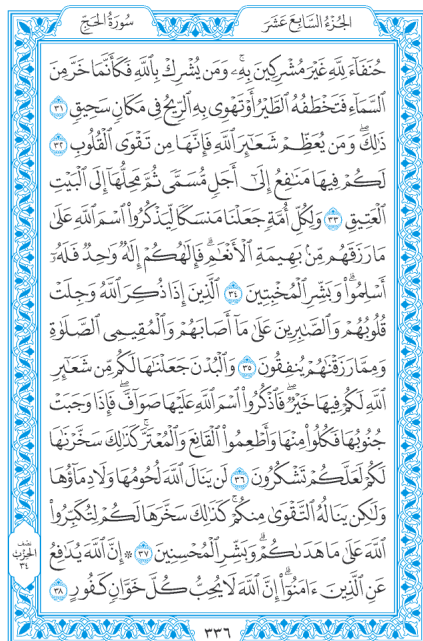 الجزء السابع عشر
سورة الحج
حُنَفَآءَ لِلَّهِ غَيْرَ مُشْرِكِينَ بِهِۦۚ وَمَن يُشْرِكْ بِٱللَّهِ فَكَأَنَّمَا خَرَّ مِنَ
ٱلسَّمَآءِ فَتَخْطَفُهُ ٱلطَّيْرُ أَوْ تَهْوِى بِهِ ٱلرِّيحُ فِى مَكَانٍ سَحِيقٍ ٣١
ذَٰلِكَۖ وَمَن يُعَظِّمْ شَعَـٰٓئِرَ ٱللَّهِ فَإِنَّهَا مِن تَقْوَى ٱلْقُلُوبِ ٣٢
لَكُمْ فِيهَا مَنَـٰفِعُ إِلَىٰٓ أَجَلٍ مُّسَمًّى ثُمَّ مَحِلُّهَآ إِلَى ٱلْبَيْتِ
ٱلْعَتِيقِ ٣٣ وَلِكُلِّ أُمَّةٍ جَعَلْنَا مَنسَكًا لِّيَذْكُرُوا۟ ٱسْمَ ٱللَّهِ عَلَىٰ
مَا رَزَقَهُم مِّنۢ بَهِيمَةِ ٱلْأَنْعَـٰمِۗ فَإِلَـٰهُكُمْ إِلَـٰهٌ وَٰحِدٌ فَلَهُۥٓ
أَسْلِمُوا۟ۗ وَبَشِّرِ ٱلْمُخْبِتِينَ ٣٤ ٱلَّذِينَ إِذَا ذُكِرَ ٱللَّهُ وَجِلَتْ
قُلُوبُهُمْ وَٱلصَّـٰبِرِينَ عَلَىٰ مَآ أَصَابَهُمْ وَٱلْمُقِيمِى ٱلصَّلَوٰةِ
وَمِمَّا رَزَقْنَـٰهُمْ يُنفِقُونَ ٣٥ وَٱلْبُدْنَ جَعَلْنَـٰهَا لَكُم مِّن شَعَـٰٓئِرِ
ٱللَّهِ لَكُمْ فِيهَا خَيْرٌۖ فَٱذْكُرُوا۟ ٱسْمَ ٱللَّهِ عَلَيْهَا صَوَآفَّۖ فَإِذَا وَجَبَتْ
جُنُوبُهَا فَكُلُوا۟ مِنْهَا وَأَطْعِمُوا۟ ٱلْقَانِعَ وَٱلْمُعْتَرَّۚ كَذَٰلِكَ سَخَّرْنَـٰهَا
لَكُمْ لَعَلَّكُمْ تَشْكُرُونَ ٣٦ لَن يَنَالَ ٱللَّهَ لُحُومُهَا وَلَا دِمَآؤُهَا
وَلَـٰكِن يَنَالُهُ ٱلتَّقْوَىٰ مِنكُمْۚ كَذَٰلِكَ سَخَّرَهَا لَكُمْ لِتُكَبِّرُوا۟
ٱللَّهَ عَلَىٰ مَا هَدَىٰكُمْۗ وَبَشِّرِ ٱلْمُحْسِنِينَ ٣٧ ۞ إِنَّ ٱللَّهَ يُدَٰفِعُ
عَنِ ٱلَّذِينَ ءَامَنُوٓا۟ۗ إِنَّ ٱللَّهَ لَا يُحِبُّ كُلَّ خَوَّانٍ كَفُورٍ ٣٨
نصف
الحزب
٣٤
٣٣٦